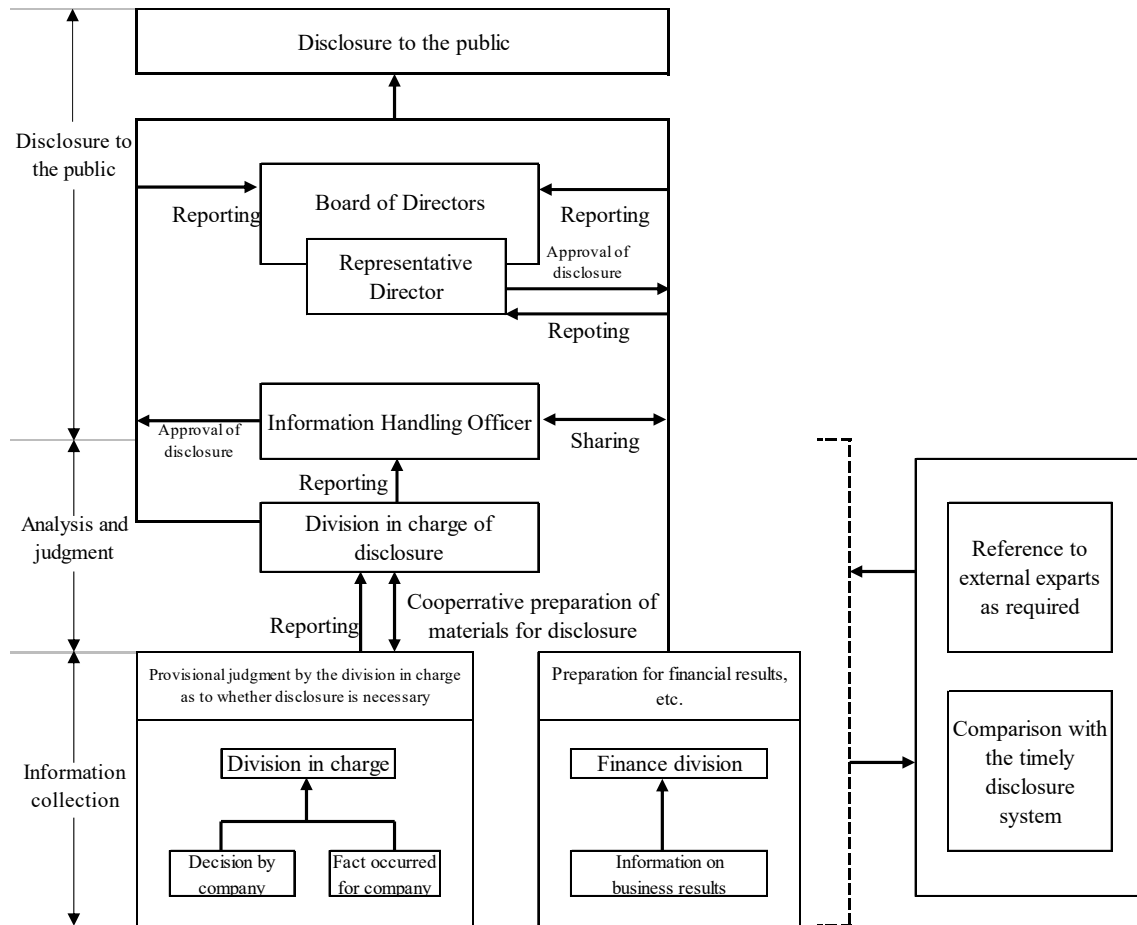 Disclosure to the public
Disclosure to
the public
Board of Directors
Reporting
Reporting
Representative
Director
Approval of
disclosure
Repoting
Information Handling Officer
Approval of
disclosure
Sharing
Reporting
Analysis and
judgment
Division in charge of
disclosure
Reference to
external exparts
as required
Reporting
Cooperrative preparation of
materials for disclosure
Provisional judgment by the division in charge
as to whether disclosure is necessary
Preparation for financial results,
etc.
Information
collection
Division in charge
Finance division
Comparison with
the timely
disclosure
system
Decision by
company
Fact occurred
for company
Information on
business results